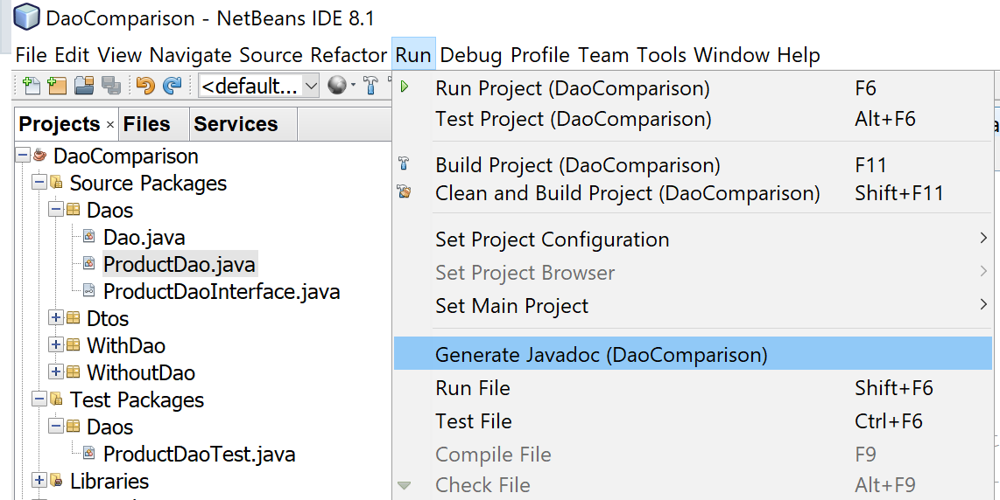 DaoComparison - NetBeans IDE 8.1
File Edit View Navigate Source Refactor Run Debug Profile Team Tools Window Help
<default...
Projects × Files Services
DaoComparison
Source Packages
Daos
Dao.java
ProductDao.java
ProductDaoInterface.java
Dtos
WithDao
WithoutDao
Test Packages
Daos
ProductDaoTest.java
Libraries
Run Project (DaoComparison) F6
Test Project (DaoComparison) Alt+F6
Build Project (DaoComparison) F11
Clean and Build Project (DaoComparison) Shift+F11
Set Project Configuration
Set Project Browser
Set Main Project
Generate Javadoc (DaoComparison)
Run File Shift+F6
Test File Ctrl+F6
Compile File F9
Check File Alt+F9